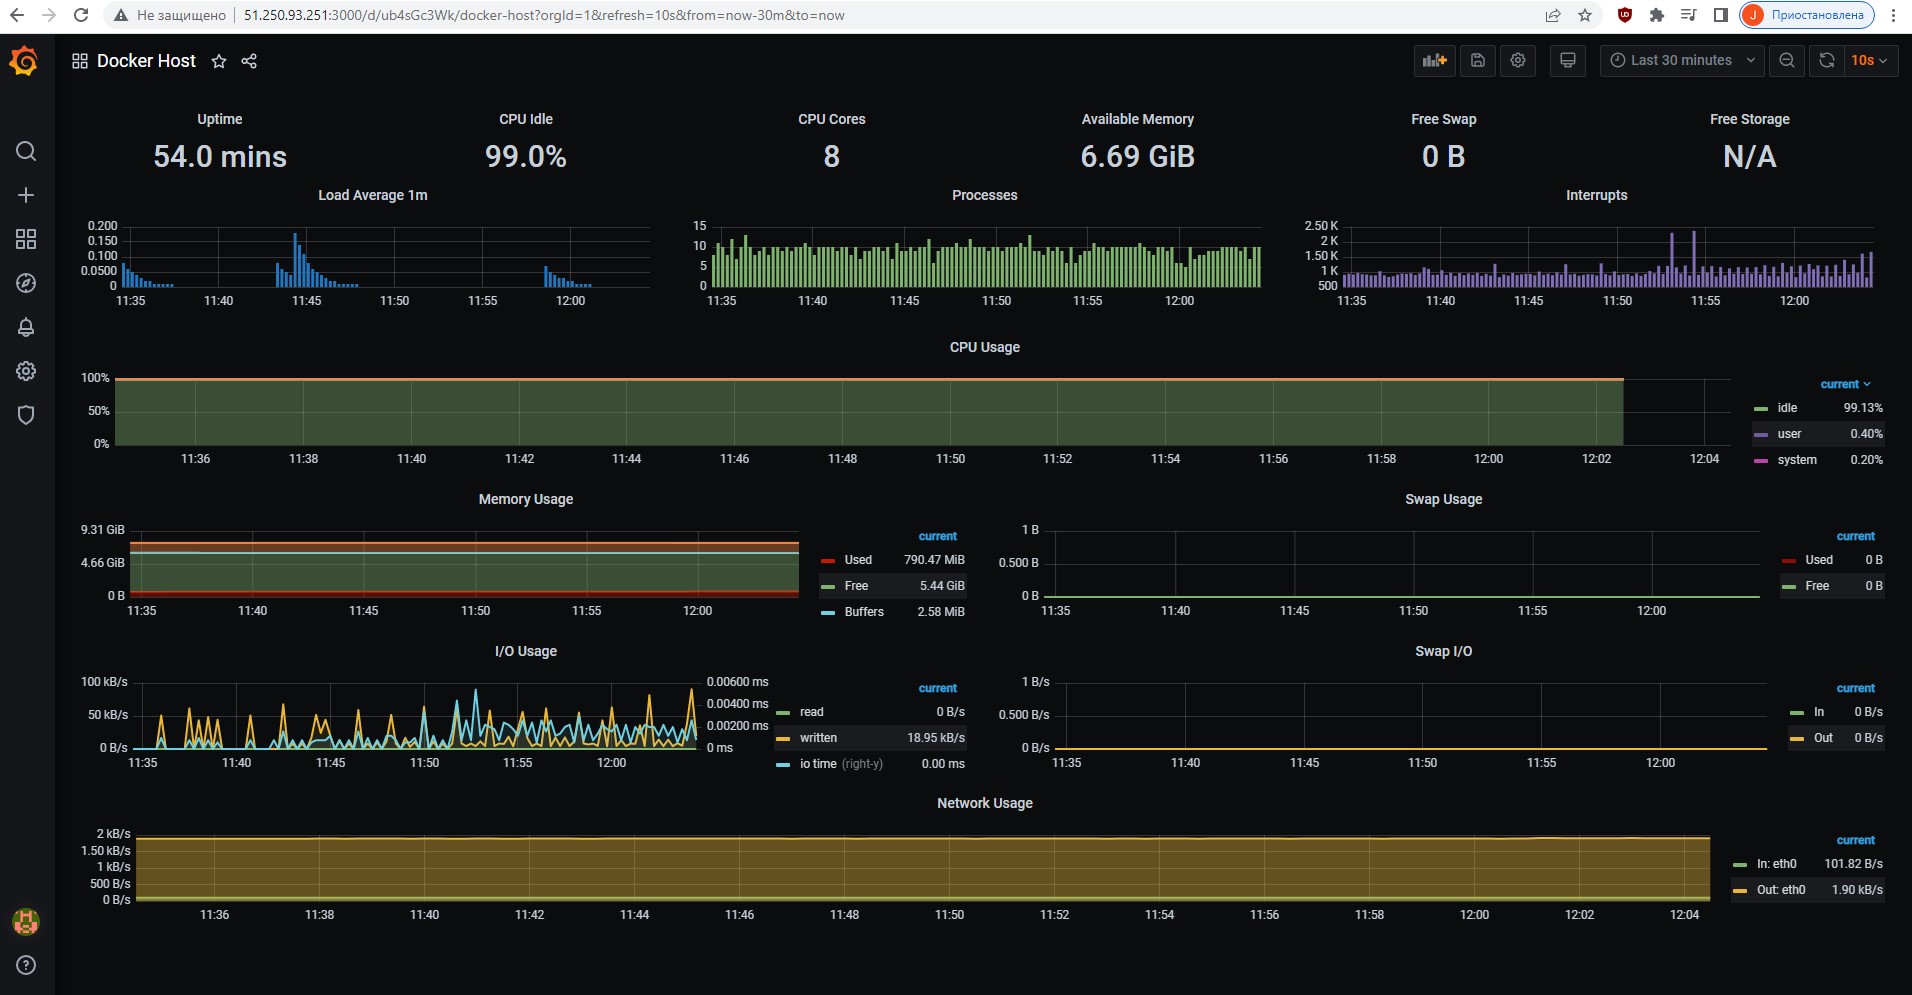 Не защищено 51.250.93.251:3000/d/ub4sGc3Wk/docker-host?orgId=1&refresh=10s&from=now-30m&to=now J Приостановлена
Docker Host Last 30 minutes 10s
Uptime CPU Idle CPU Cores Available Memory Free Swap Free Storage
54.0 mins 99.0% 8 6.69 GiB 0 B N/A
Load Average 1m
0.200
0.150
0.100
0.0500
0
11:35 11:40 11:45 11:50 11:55 12:00
Processes
15
10
5
0
11:35 11:40 11:45 11:50 11:55 12:00
Interrupts
2.50 K
2 K
1.50 K
1 K
500
11:35 11:40 11:45 11:50 11:55 12:00
CPU Usage
100%
50%
0%
11:36 11:38 11:40 11:42 11:44 11:46 11:48 11:50 11:52 11:54 11:56 11:58 12:00 12:02 12:04
current
idle 99.13%
user 0.40%
system 0.20%
Memory Usage
9.31 GiB
4.66 GiB
0 B
11:35 11:40 11:45 11:50 11:55 12:00
current
Used 790.47 MiB
Free 5.44 GiB
Buffers 2.58 MiB
Swap Usage
1 B
0.500 B
0 B
11:35 11:40 11:45 11:50 11:55 12:00
current
Used 0 B
Free 0 B
I/O Usage
100 kB/s
50 kB/s
0 B/s
0.00600 ms
0.00400 ms
0.00200 ms
0 ms
11:35 11:40 11:45 11:50 11:55 12:00
current
read 0 B/s
written 18.95 kB/s
io time (right-y) 0.00 ms
Swap I/O
1 B/s
0.500 B/s
0 B/s
11:35 11:40 11:45 11:50 11:55 12:00
current
In 0 B/s
Out 0 B/s
Network Usage
2 kB/s
1.50 kB/s
1 kB/s
500 B/s
0 B/s
11:36 11:38 11:40 11:42 11:44 11:46 11:48 11:50 11:52 11:54 11:56 11:58 12:00 12:02 12:04
current
In: eth0 101.82 B/s
Out: eth0 1.90 kB/s